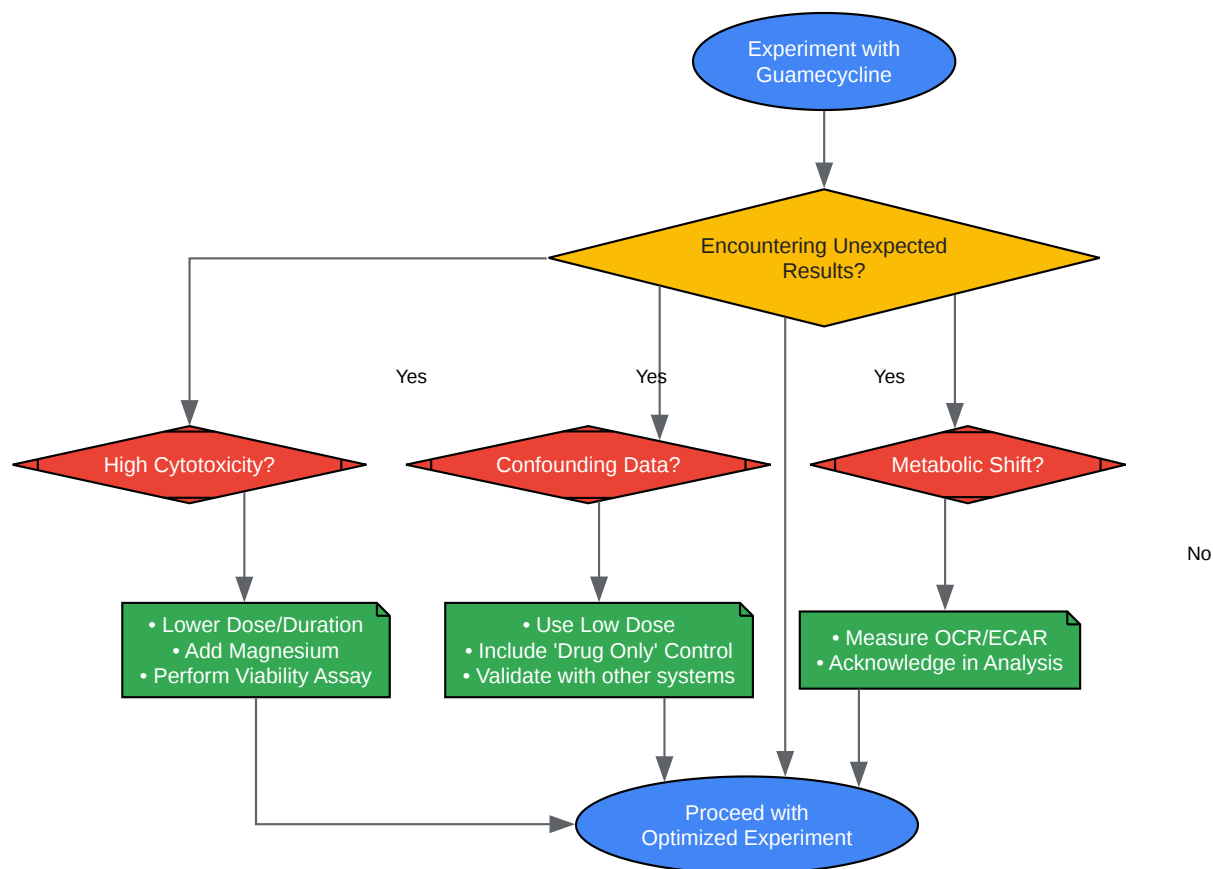 Experiment with
Guamecycline
Encountering Unexpected
Results?
Yes
Yes
Yes
High Cytotoxicity?
Confounding Data?
Metabolic Shift?
No
• Lower Dose/Duration
• Add Magnesium
• Perform Viability Assay
• Use Low Dose
• Include 'Drug Only' Control
• Validate with other systems
• Measure OCR/ECAR
• Acknowledge in Analysis
Proceed with
Optimized Experiment